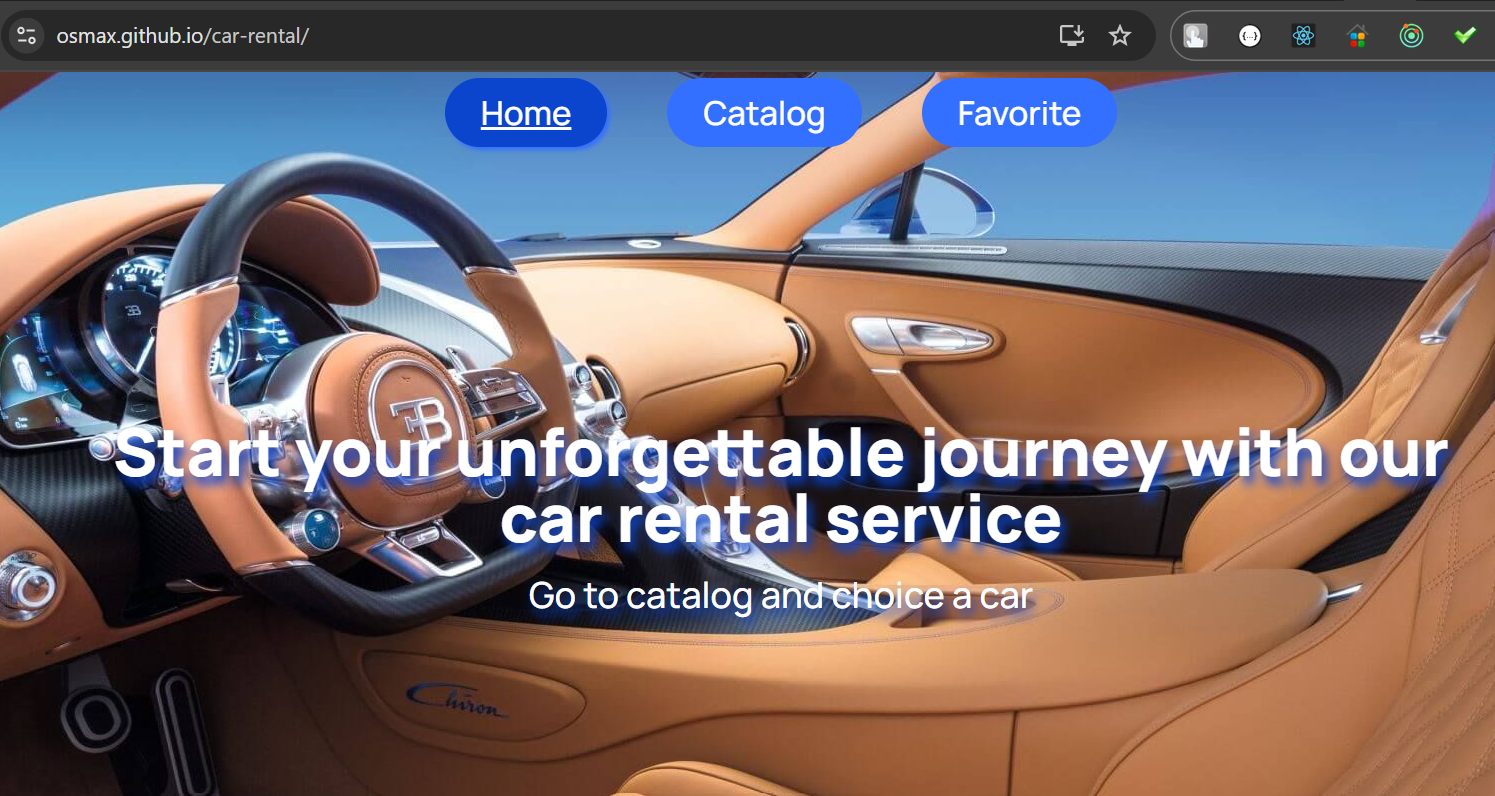 osmax.github.io/car-rental/
Home Catalog Favorite
Start your unforgettable journey with our
car rental service
Go to catalog and choice a car
Chiron